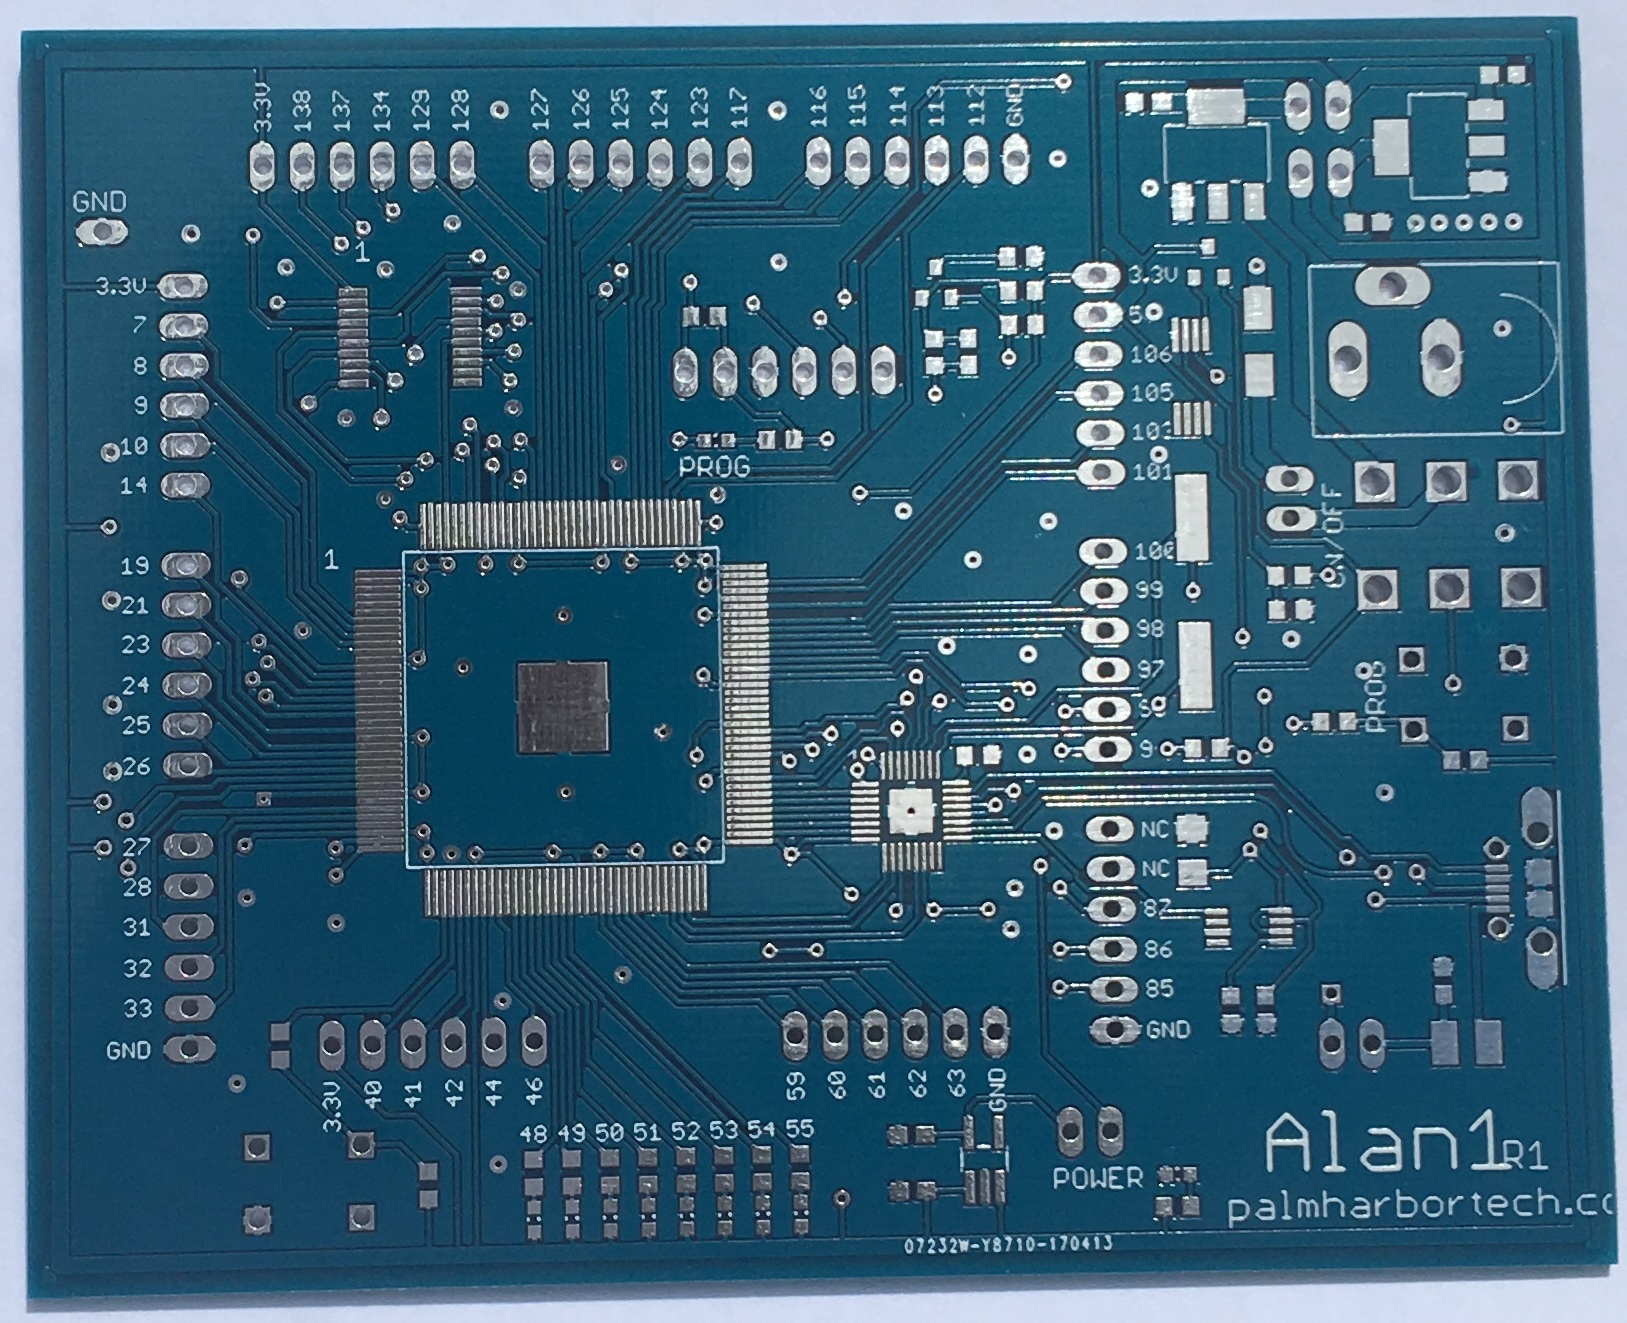 3.3V 138 137 134 129 128 127 126 125 124 123 117 116 115 114 113 112 GND
GND
1
3.3V
7
8
9
10
14
19
21
23
24
25
26
27
28
31
32
33
GND
PROG
1
3.3V
5
106
105
103
101
100
99
98
97
NC
NC
87
86
85
GND
ON/OFF
PROG
3.3V 40 41 42 44 46
59 60 61 62 63 GND
48 49 50 51 52 53 54 55
POWER
Alan1 R1
palmharbortech.co
07232W-Y8710-170413